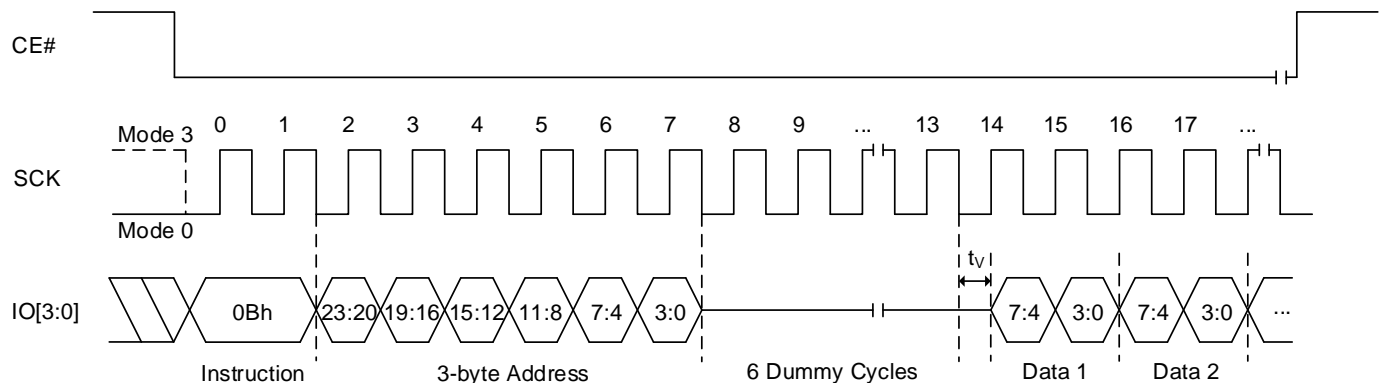 CE#
Mode 3 0 1 2 3 4 5 6 7 8 9 ... 13 14 15 16 17 ...
SCK
Mode 0
tV
IO[3:0] 0Bh 23:20 19:16 15:12 11:8 7:4 3:0 7:4 3:0 7:4 3:0 ...
Instruction 3-byte Address 6 Dummy Cycles Data 1 Data 2